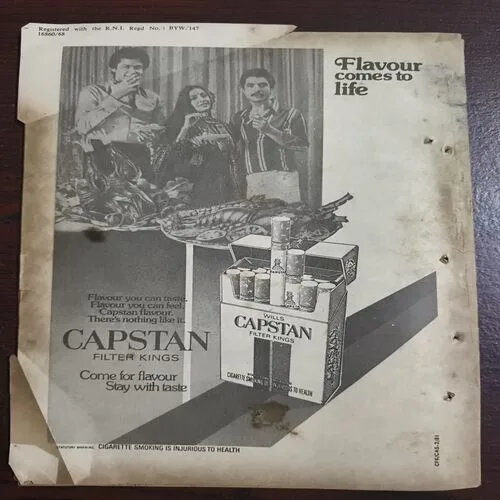 Registered with the R.N.I. Regd No. : BYW/147
16860/68
Flavour
comes to
life
Flavour you can taste.
Flavour you can feel.
Capstan flavour.
There's nothing like it.
CAPSTAN
FILTER KINGS
Come for flavour
Stay with taste
WILLS
CAPSTAN
FILTER KINGS
CIGARETTE SMOKING IS INJURIOUS TO HEALTH
STATUTORY WARNING: CIGARETTE SMOKING IS INJURIOUS TO HEALTH